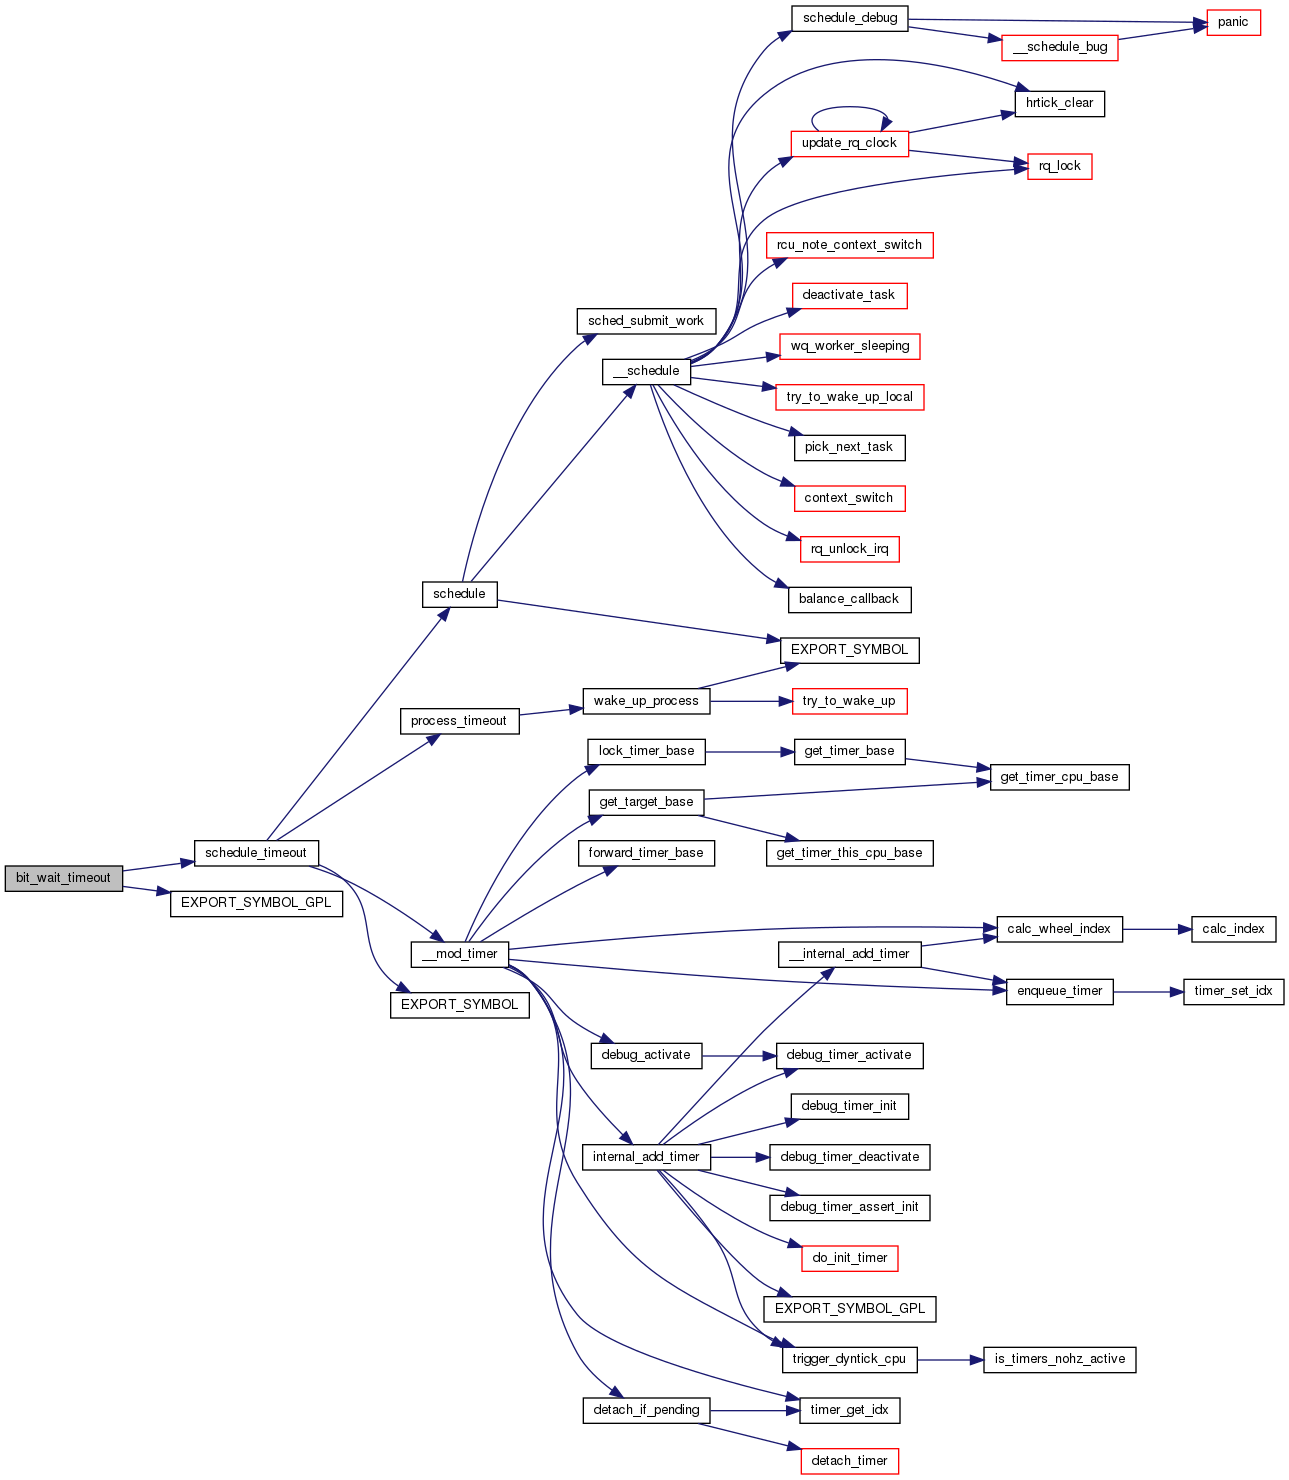 schedule_debug
panic
__schedule_bug
hrtick_clear
update_rq_clock
rq_lock
rcu_note_context_switch
deactivate_task
sched_submit_work
wq_worker_sleeping
__schedule
try_to_wake_up_local
pick_next_task
context_switch
rq_unlock_irq
schedule
balance_callback
EXPORT_SYMBOL
wake_up_process
try_to_wake_up
process_timeout
lock_timer_base
get_timer_base
get_timer_cpu_base
get_target_base
schedule_timeout
forward_timer_base
get_timer_this_cpu_base
bit_wait_timeout
EXPORT_SYMBOL_GPL
calc_wheel_index
calc_index
__mod_timer
__internal_add_timer
enqueue_timer
timer_set_idx
EXPORT_SYMBOL
debug_activate
debug_timer_activate
debug_timer_init
internal_add_timer
debug_timer_deactivate
debug_timer_assert_init
do_init_timer
EXPORT_SYMBOL_GPL
trigger_dyntick_cpu
is_timers_nohz_active
detach_if_pending
timer_get_idx
detach_timer